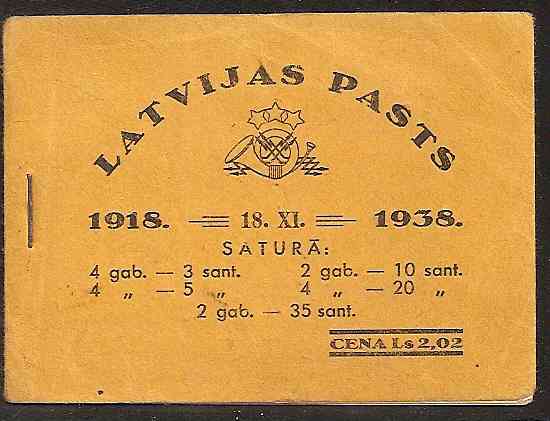 LATVIJAS PASTS
1918. 18. XI. 1938.
SATURĀ:
4 gab. — 3 sant. 2 gab. — 10 sant.
4 „ — 5 „ 4 „ — 20 „
2 gab. — 35 sant.
CENA Ls 2,02